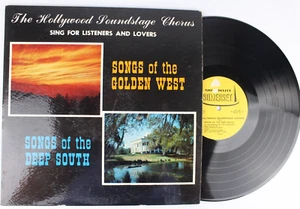 The Hollywood Soundstage Chorus
SING FOR LISTENERS AND LOVERS
SONGS of the
GOLDEN WEST
SONGS of the
DEEP SOUTH
SOMERSET